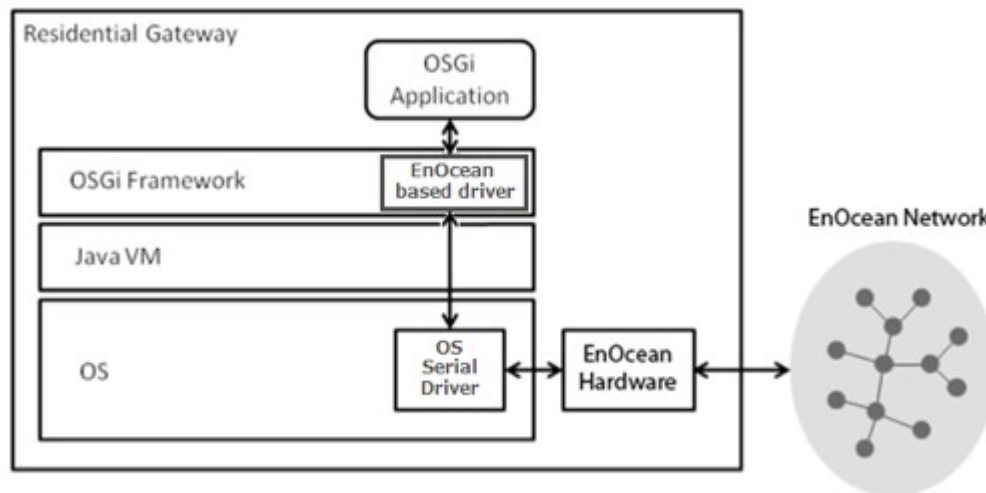 Residential Gateway
OSGi
Application
OSGi Framework
EnOcean
based driver
Java VM
EnOcean Network
OS
OS
Serial
Driver
EnOcean
Hardware